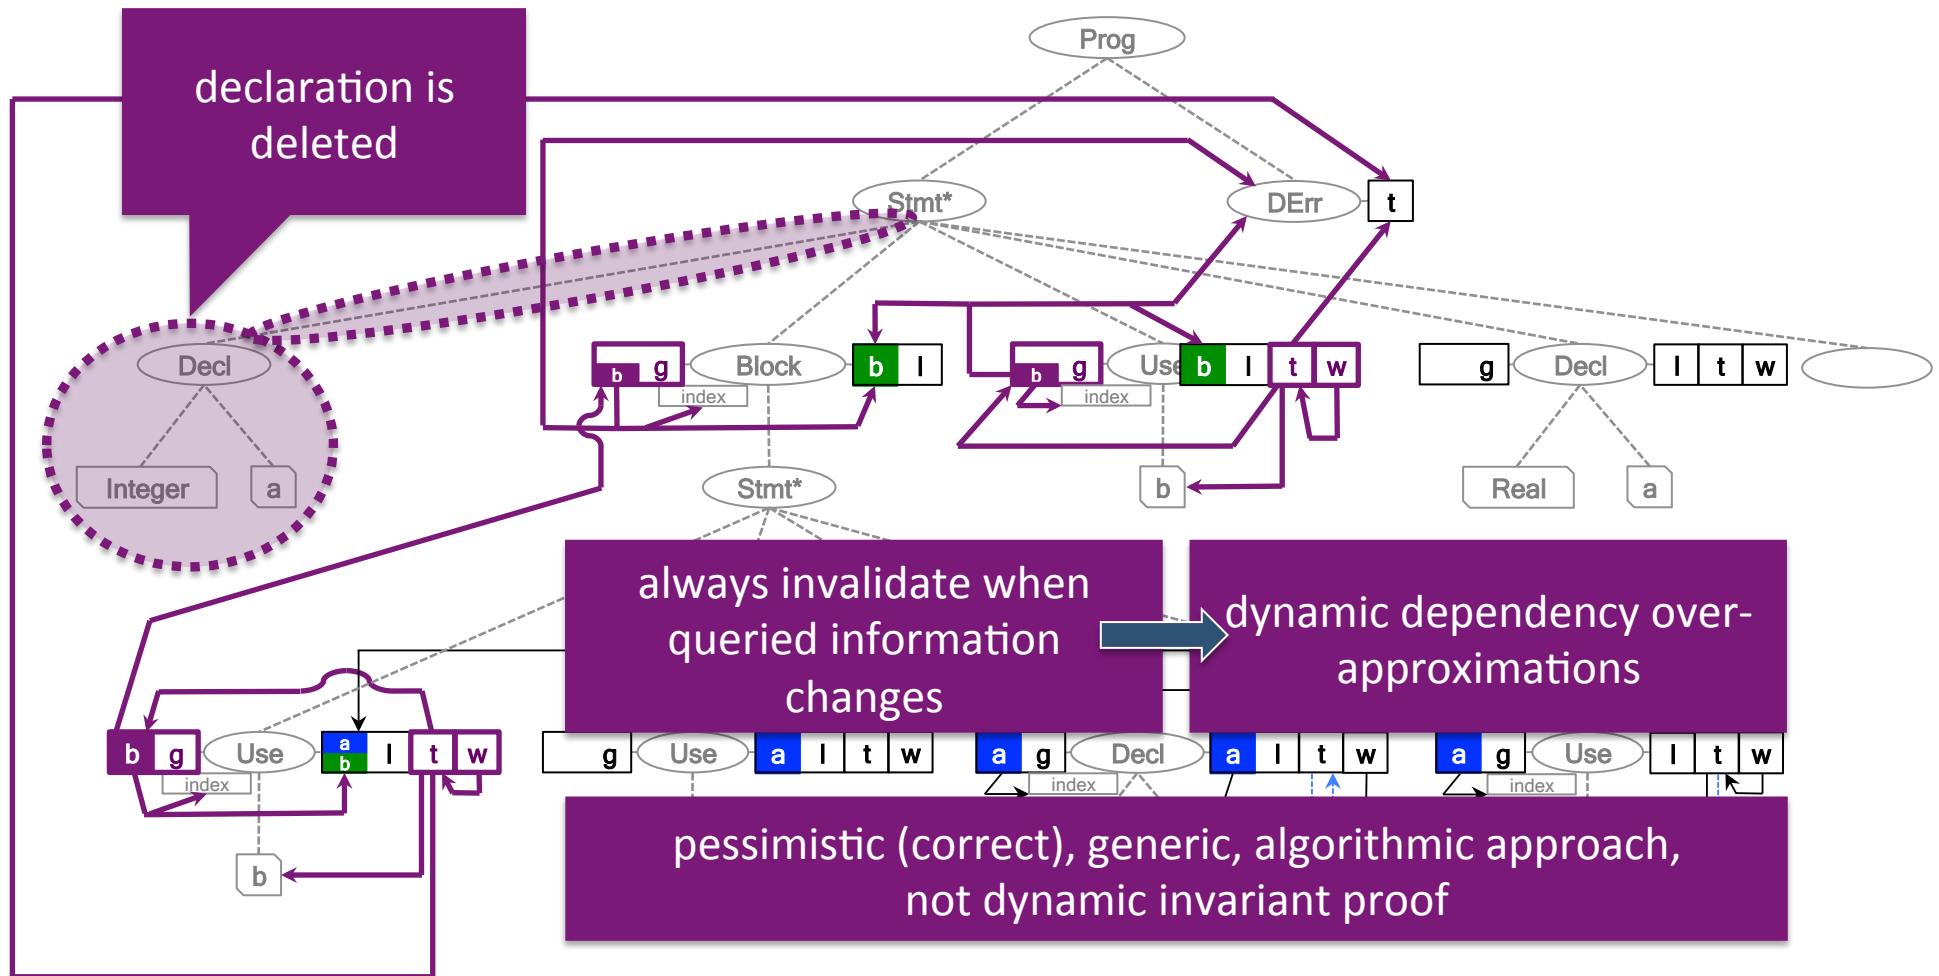 declaration is
deleted
Prog
Stmt*
DErr
t
Decl
b
g
Block
b
l
b
g
Use
b
l
t
w
g
Decl
l
t
w
index
index
Integer
a
Stmt*
b
Real
a
always invalidate when
queried information
changes
dynamic dependency over-
approximations
b
g
Use
a
b
l
t
w
g
Use
a
l
t
w
a
g
Decl
a
l
t
w
a
g
Use
l
t
w
index
index
index
pessimistic (correct), generic, algorithmic approach,
not dynamic invariant proof
b